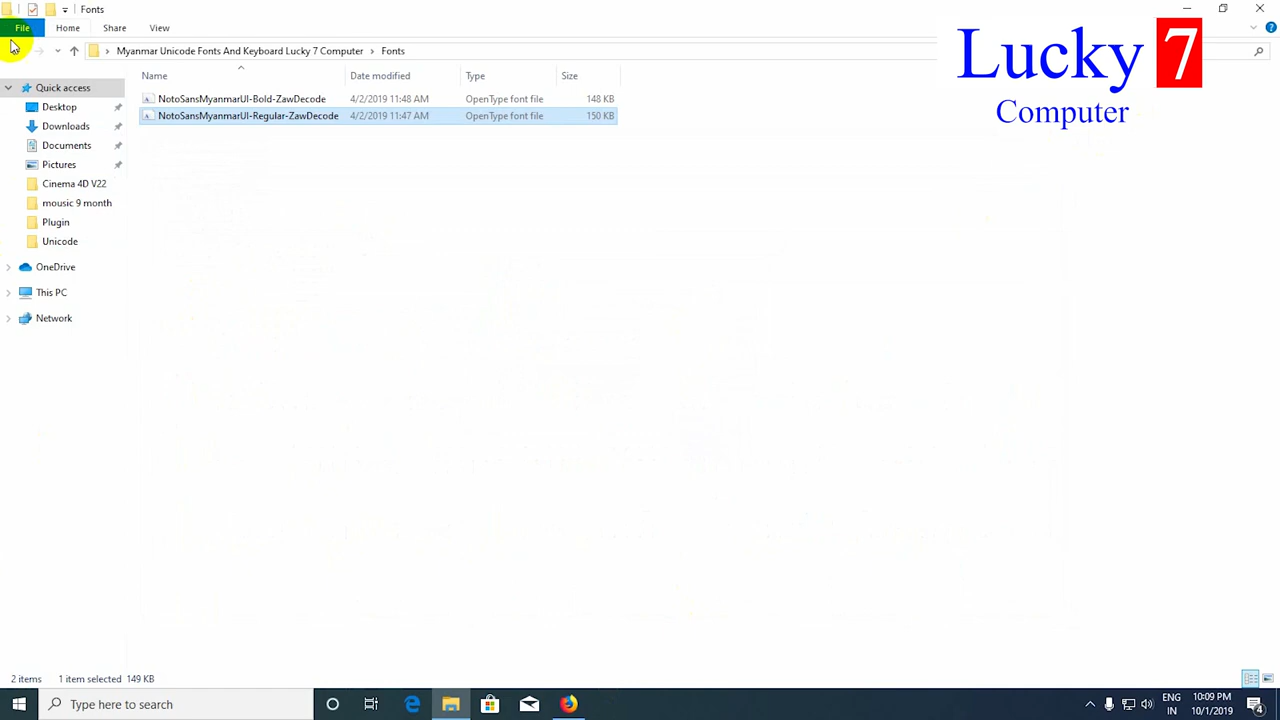 Fonts
File Home Share View
Myanmar Unicode Fonts And Keyboard Lucky 7 Computer Fonts
Lucky 7
Computer
Name Date modified Type Size
NotoSansMyanmarUI-Bold-ZawDecode 4/2/2019 11:48 AM OpenType font file 148 KB
NotoSansMyanmarUI-Regular-ZawDecode 4/2/2019 11:47 AM OpenType font file 150 KB
Quick access
Desktop
Downloads
Documents
Pictures
Cinema 4D V22
mousic 9 month
Plugin
Unicode
OneDrive
This PC
Network
2 items 1 item selected 149 KB
Type here to search
ENG 10:09 PM
IN 10/1/2019
4